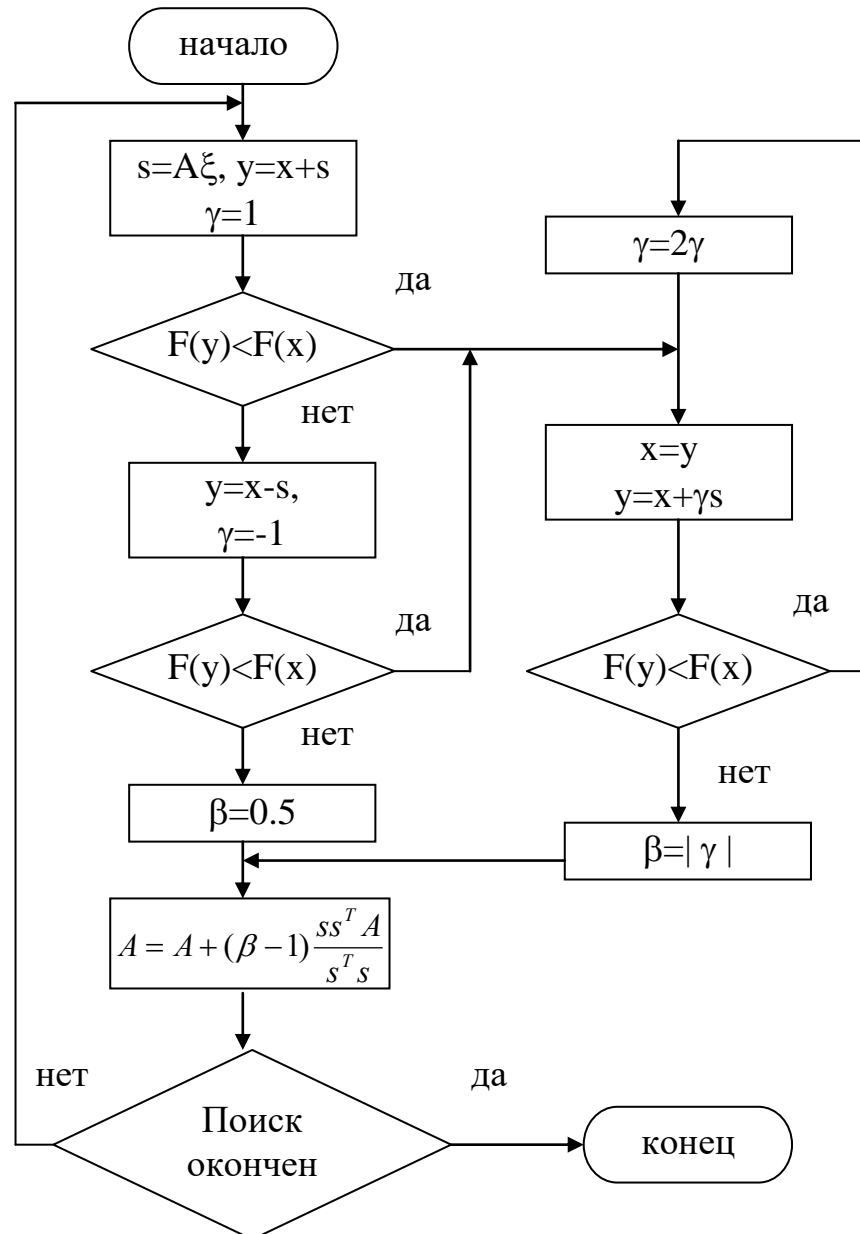 начало
s=Aξ, y=x+s
γ=1
да
F(y)<F(x)
нет
y=x-s,
γ=-1
да
F(y)<F(x)
нет
β=0.5
A = A + (β − 1) ss^T A / s^T s
нет
да
Поиск
окончен
конец
γ=2γ
x=y
y=x+γs
да
F(y)<F(x)
нет
β=| γ |